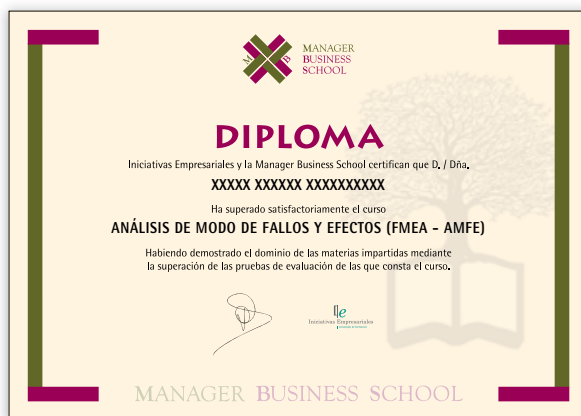 MANAGER
BUSINESS
SCHOOL
M B
DIPLOMA
Iniciativas Empresariales y la Manager Business School certifican que D. / Dña.
XXXXX XXXXXX XXXXXXXXXX
Ha superado satisfactoriamente el curso
ANÁLISIS DE MODO DE FALLOS Y EFECTOS (FMEA - AMFE)
Habiendo demostrado el dominio de las materias impartidas mediante
la superación de las pruebas de evaluación de las que consta el curso.
Ie
Iniciativas Empresariales
MANAGER BUSINESS SCHOOL